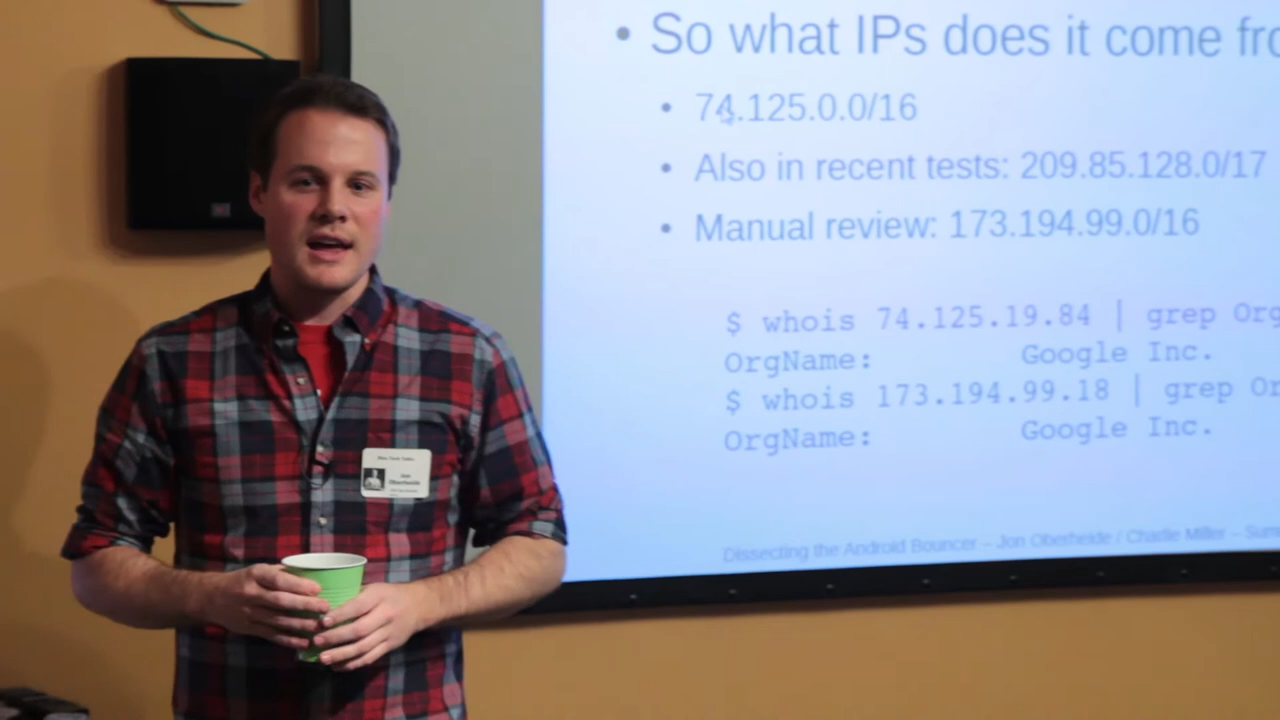 • So what IPs does it come fro
• 74.125.0.0/16
• Also in recent tests: 209.85.128.0/17
• Manual review: 173.194.99.0/16
$ whois 74.125.19.84 | grep Org
OrgName: Google Inc.
$ whois 173.194.99.18 | grep Or
OrgName: Google Inc.
Dissecting the Android Bouncer – Jon Oberheide / Charlie Miller – Sum
Jon
Oberheide